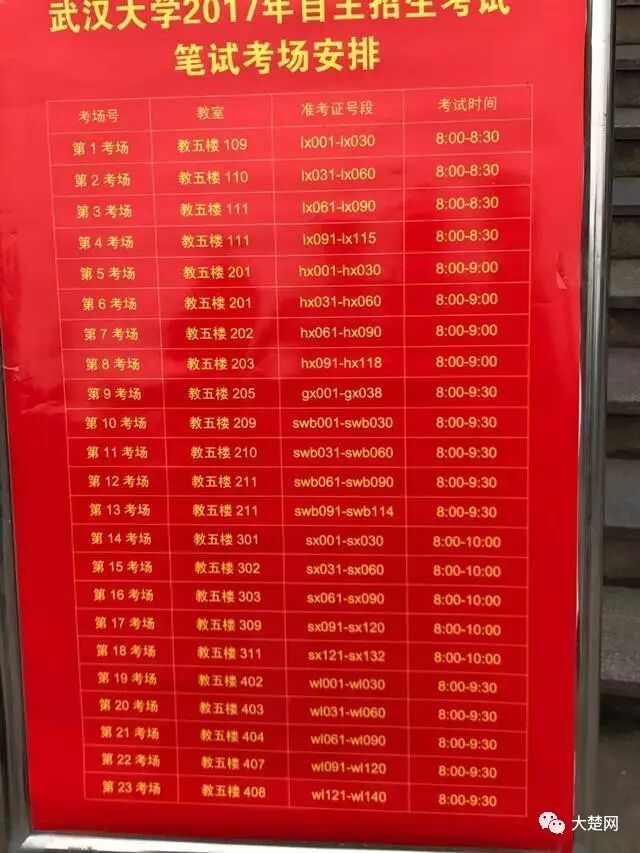 武汉大学2017年自主招生考试
笔试考场安排
考场号 教室 准考证号段 考试时间
第 1 考场 教五楼 109 lx001-lx030 8:00-8:30
第 2 考场 教五楼 110 lx031-lx060 8:00-8:30
第 3 考场 教五楼 111 lx061-lx090 8:00-8:30
第 4 考场 教五楼 111 lx091-lx115 8:00-8:30
第 5 考场 教五楼 201 hx001-hx030 8:00-9:00
第 6 考场 教五楼 201 hx031-hx060 8:00-9:00
第 7 考场 教五楼 202 hx061-hx090 8:00-9:00
第 8 考场 教五楼 203 hx091-hx118 8:00-9:00
第 9 考场 教五楼 205 gx001-gx038 8:00-9:30
第 10 考场 教五楼 209 swb001-swb030 8:00-9:30
第 11 考场 教五楼 210 swb031-swb060 8:00-9:30
第 12 考场 教五楼 211 swb061-swb090 8:00-9:30
第 13 考场 教五楼 211 swb091-swb114 8:00-9:30
第 14 考场 教五楼 301 sx001-sx030 8:00-10:00
第 15 考场 教五楼 302 sx031-sx060 8:00-10:00
第 16 考场 教五楼 303 sx061-sx090 8:00-10:00
第 17 考场 教五楼 309 sx091-sx120 8:00-10:00
第 18 考场 教五楼 311 sx121-sx132 8:00-10:00
第 19 考场 教五楼 402 wl001-wl030 8:00-9:30
第 20 考场 教五楼 403 wl031-wl060 8:00-9:30
第 21 考场 教五楼 404 wl061-wl090 8:00-9:30
第 22 考场 教五楼 407 wl091-wl120 8:00-9:30
第 23 考场 教五楼 408 wl121-wl140 8:00-9:30
大楚网